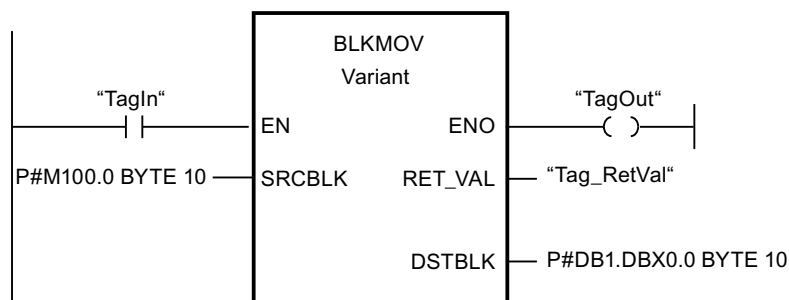 BLKMOV
Variant
“TagIn“
“TagOut“
EN
ENO
P#M100.0 BYTE 10
SRCBLK
RET_VAL
“Tag_RetVal“
DSTBLK
P#DB1.DBX0.0 BYTE 10